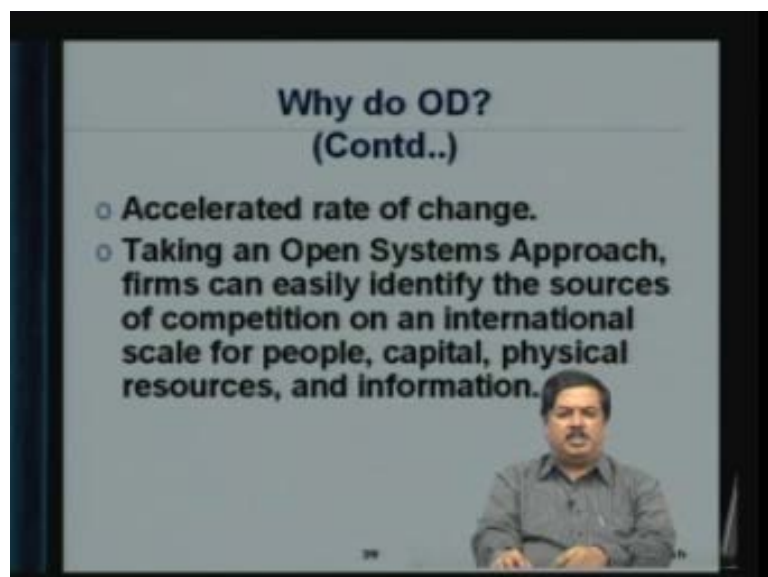 Why do OD?
(Contd..)
o Accelerated rate of change.
o Taking an Open Systems Approach,
firms can easily identify the sources
of competition on an international
scale for people, capital, physical
resources, and information.